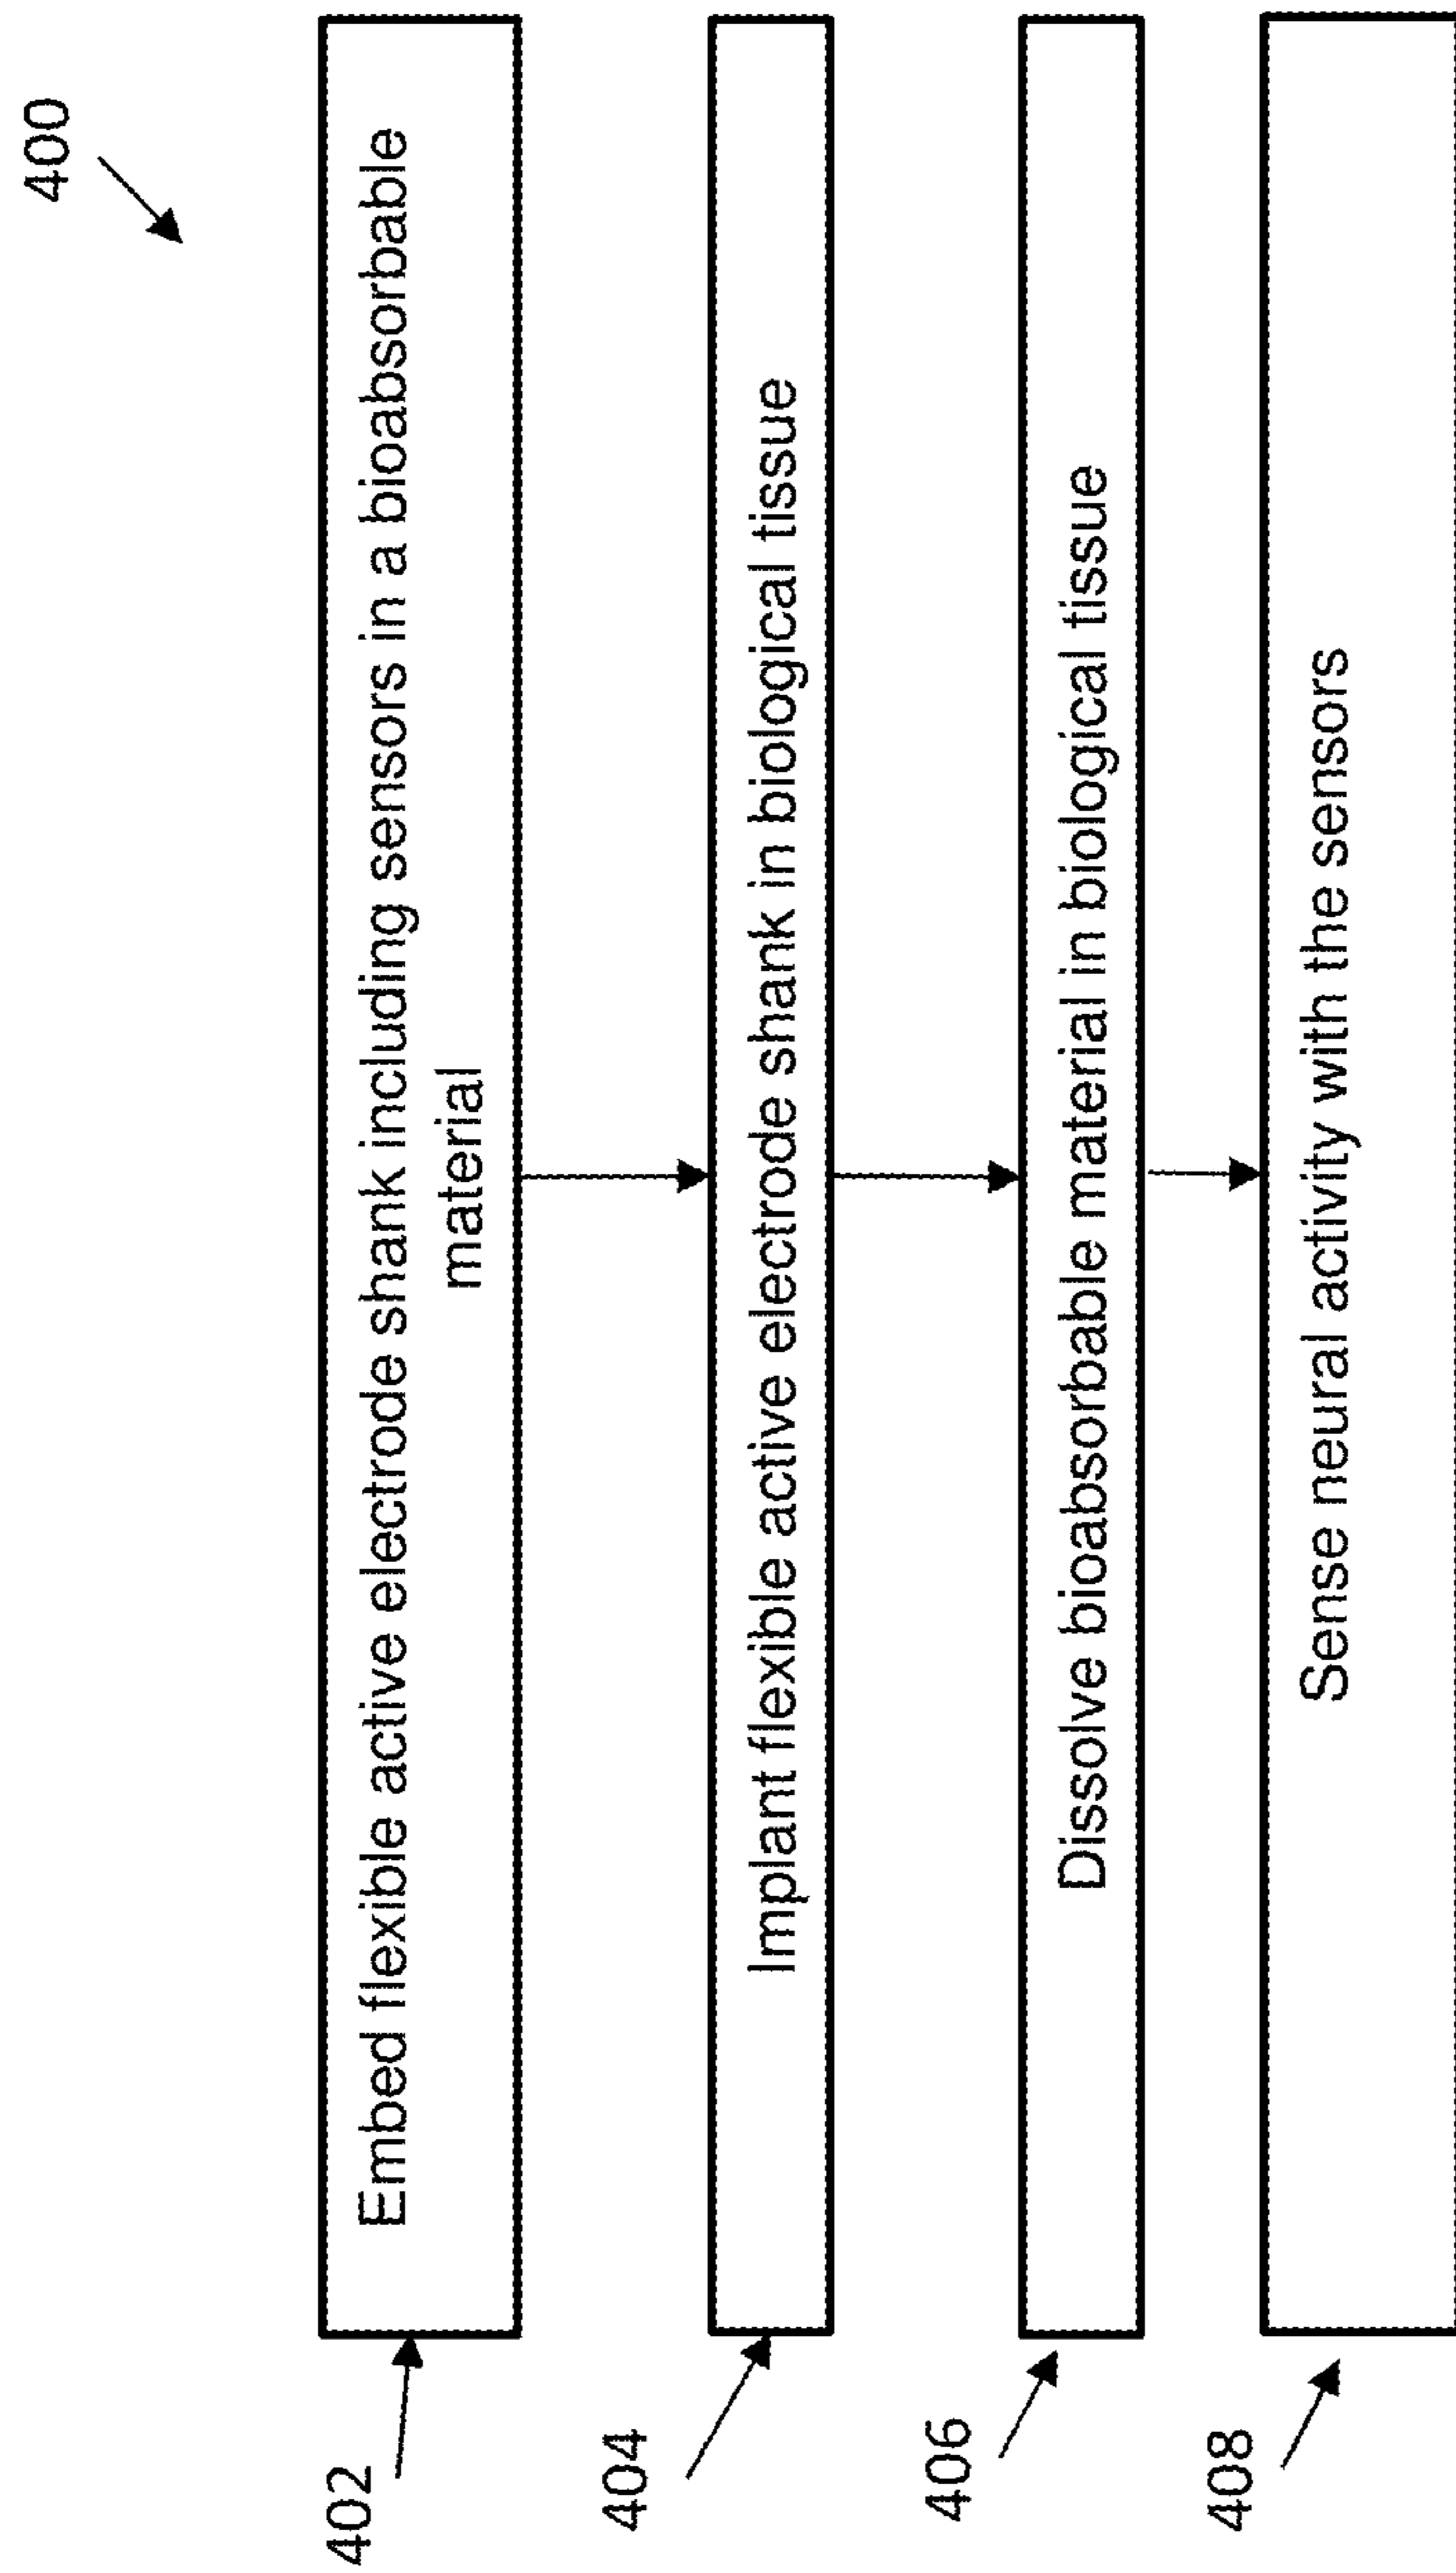 400
402
Embed flexible active electrode shank including sensors in a bioabsorbable
material
404
Implant flexible active electrode shank in biological tissue
406
Dissolve bioabsorbable material in biological tissue
408
Sense neural activity with the sensors